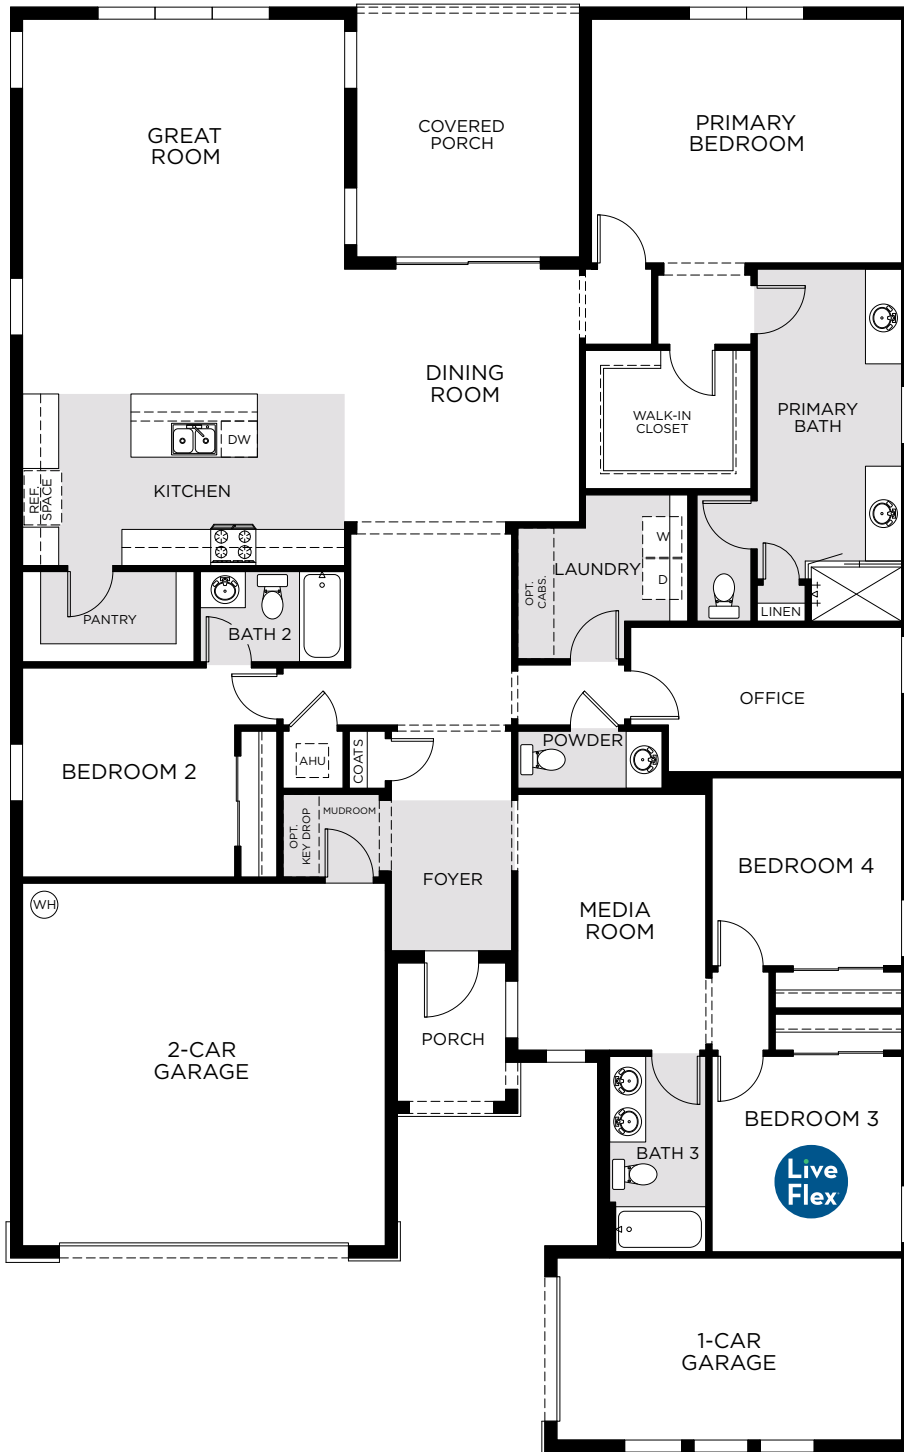 GREAT
ROOM
COVERED
PORCH
PRIMARY
BEDROOM
DINING
ROOM
WALK-IN
CLOSET
PRIMARY
BATH
DW
REF.
SPACE
KITCHEN
PANTRY
BATH 2
OPT.
CABS.
LAUNDRY
W
D
LINEN
OFFICE
BEDROOM 2
AHU
COATS
POWDER
OPT.
KEY DROP
MUDROOM
FOYER
MEDIA
ROOM
BEDROOM 4
WH
2-CAR
GARAGE
PORCH
BEDROOM 3
Live
Flex
BATH 3
1-CAR
GARAGE